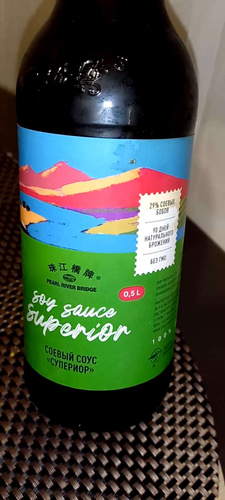 29% СОЕВЫХ
БОБОВ
90 ДНЕЙ
НАТУРАЛЬНОГО
БРОЖЕНИЯ
БЕЗ ГМО
珠江橋牌®
PEARL RIVER BRIDGE
0,5 L
soy sauce
superior
СОЕВЫЙ СОУС
«СУПЕРИОР»